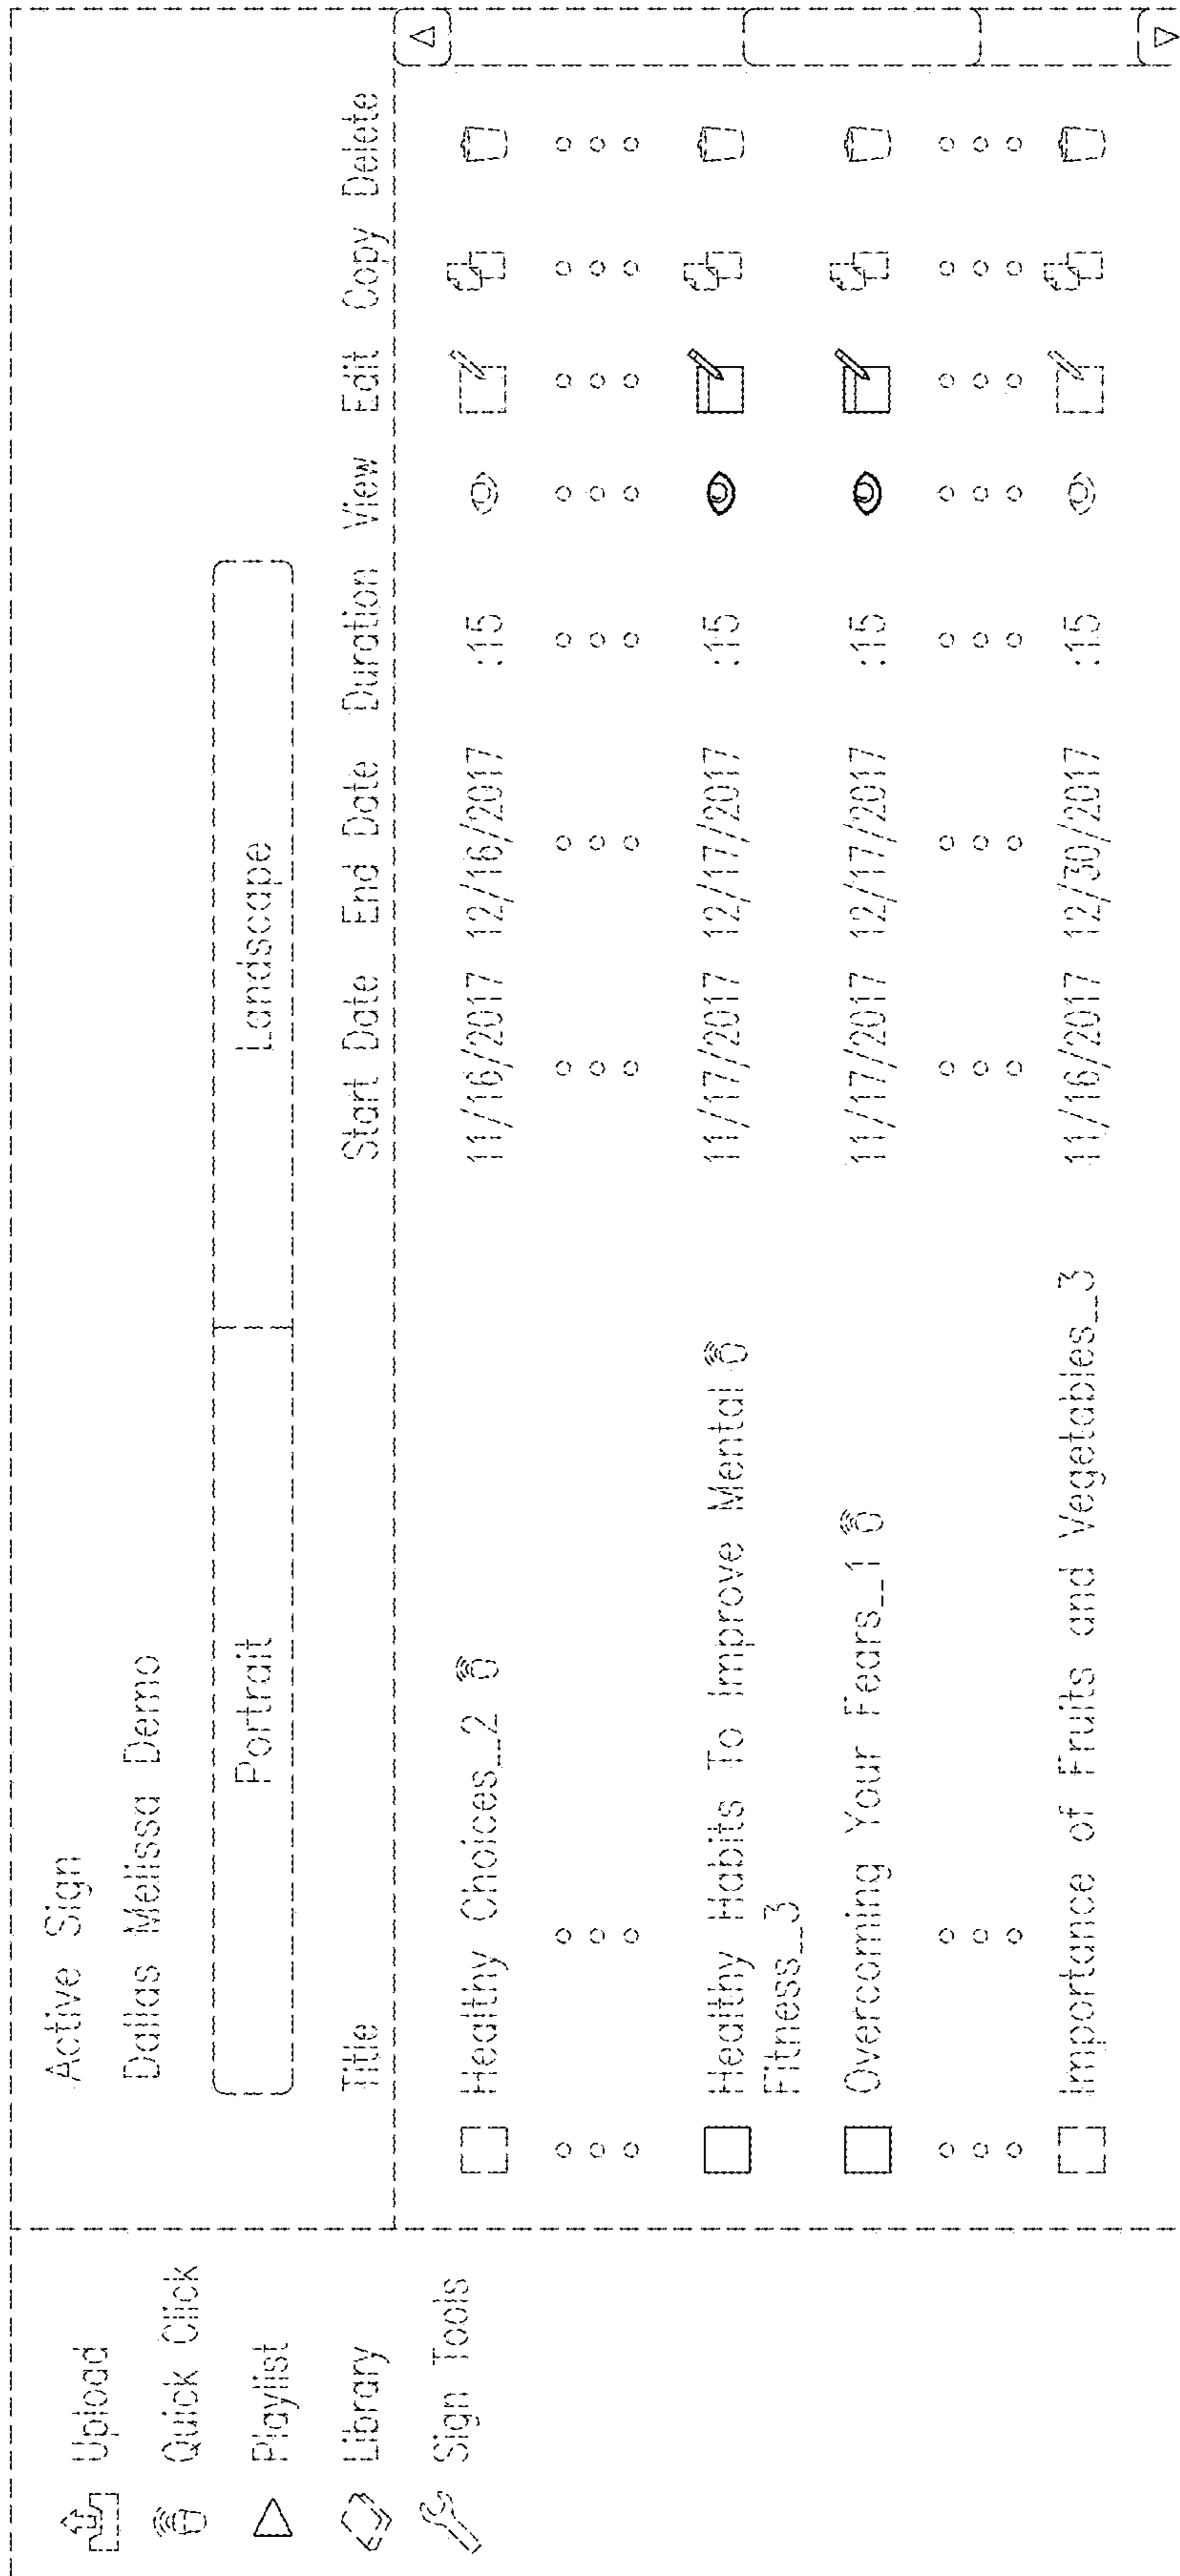 Upload
Quick Click
Playlist
Library
Sign Tools
Active Sign
Dallas Melissa Demo
Portrait Landscape
Title Start Date End Date Duration View Edit Copy Delete
Healthy Choices_2 11/16/2017 12/16/2017 :15
Healthy Habits To Improve Mental 11/17/2017 12/17/2017 :15
Fitness_3
Overcoming Your Fears_1 11/17/2017 12/17/2017 :15
Importance of Fruits and Vegetables_3 11/16/2017 12/30/2017 :15